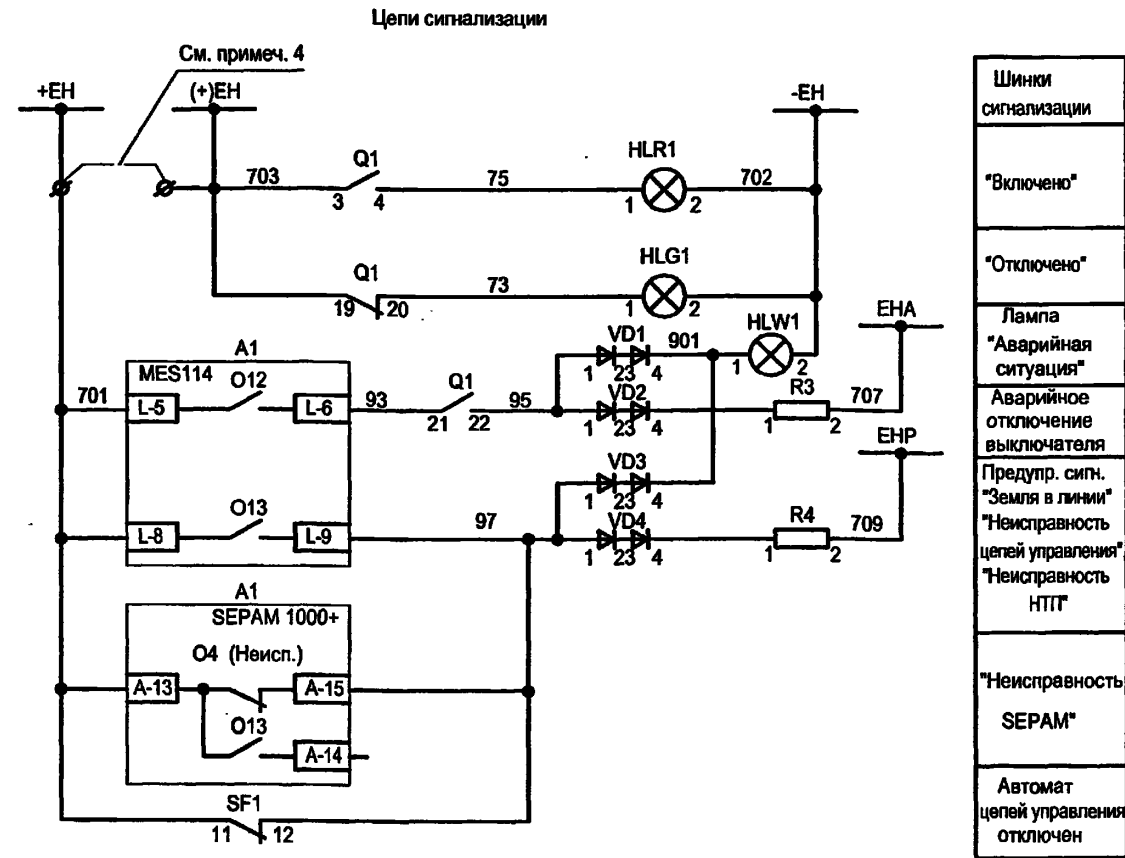 Цепи сигнализации
См. примеч. 4
+EH
(+)EH
-EH
703
Q1
3 4
75
HLR1
1 2
702
Q1
19 20
73
HLG1
1 2
EHA
HLW1
1 2
VD1
1 23 4
901
A1
MES114
701
L-5
O12
L-6
93
Q1
21 22
95
VD2
1 23 4
R3
1 2
707
EHP
VD3
1 23 4
L-8
O13
L-9
97
VD4
1 23 4
R4
1 2
709
A1
SEPAM 1000+
O4 (Неисп.)
A-13
A-15
O13
A-14
SF1
11 12
Шинки
сигнализации
"Включено"
"Отключено"
Лампа
"Аварийная
ситуация"
Аварийное
отключение
выключателя
Предупр. сигн.
"Земля в линии"
"Неисправность
цепей управления"
"Неисправность
НТП"
"Неисправность
SEPAM"
Автомат
цепей управления
отключен